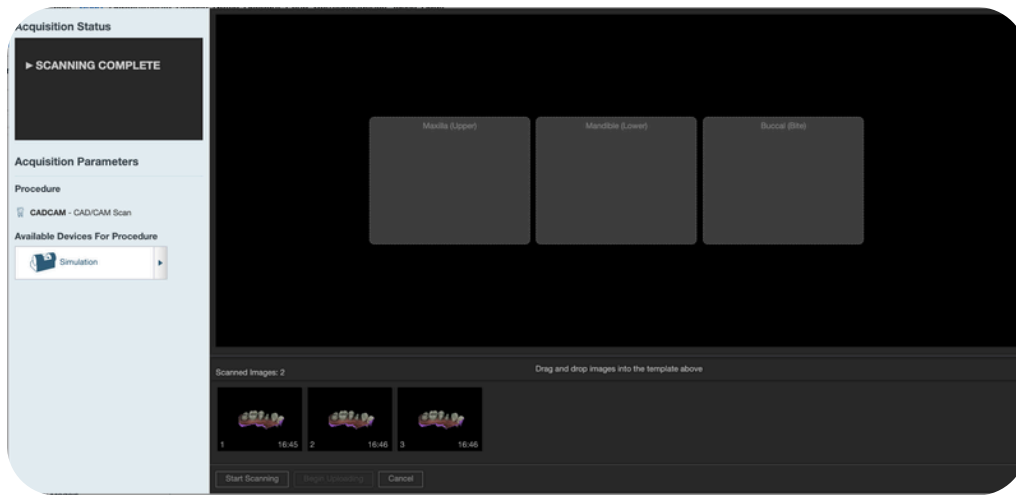 Acquisition Status
▶ SCANNING COMPLETE
Acquisition Parameters
Procedure
CADCAM - CAD/CAM Scan
Available Devices For Procedure
Simulation
Maxilla (Upper)
Mandible (Lower)
Buccal (Bite)
Scanned Images: 2
Drag and drop images into the template above
1 16:45
2 16:46
3 16:46
Start Scanning
Begin Uploading
Cancel